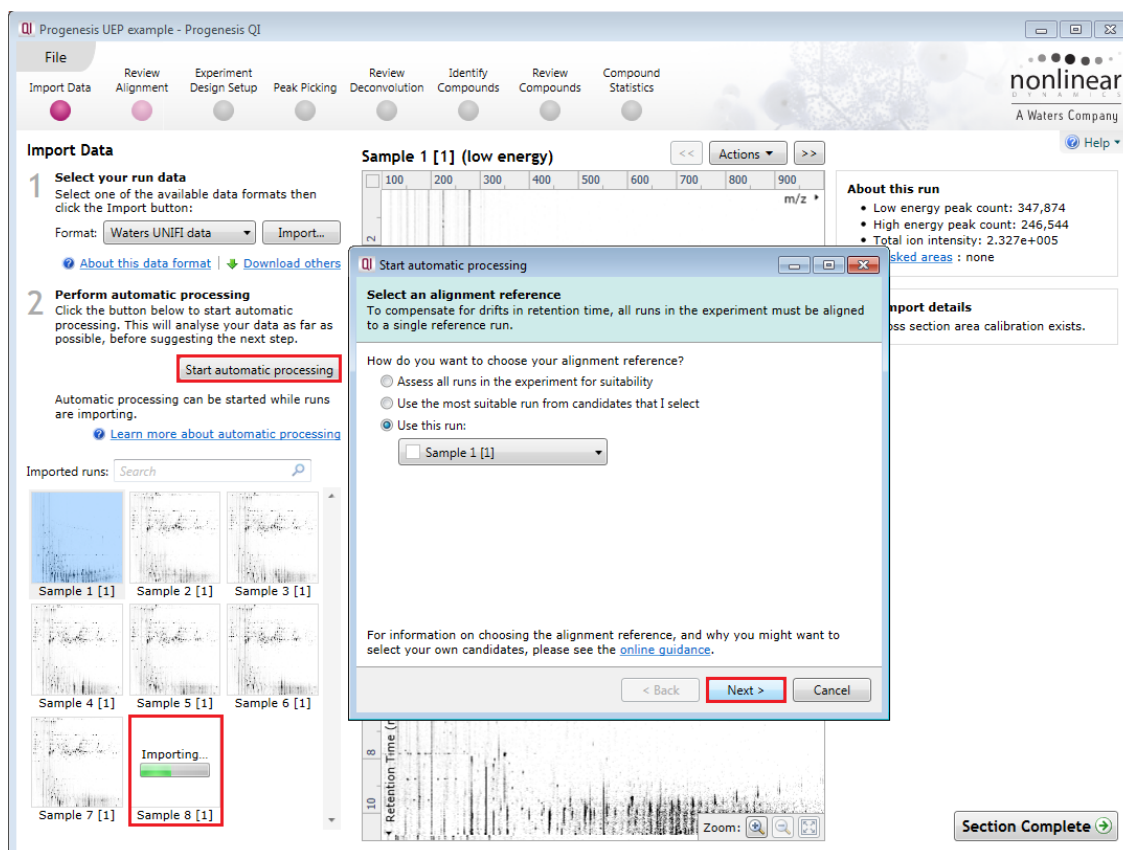 Progenesis UEP example - Progenesis QI
File
Import Data
Review Alignment
Experiment Design Setup
Peak Picking
Review Deconvolution
Identify Compounds
Review Compounds
Compound Statistics
nonlinear
DYNAMICS
A Waters Company
Help
Import Data
1
Select your run data
Select one of the available data formats then
click the Import button:
Format: Waters UNIFI data
Import...
About this data format
Download others
2
Perform automatic processing
Click the button below to start automatic
processing. This will analyse your data as far as
possible, before suggesting the next step.
Start automatic processing
Automatic processing can be started while runs
are importing.
Learn more about automatic processing
Imported runs: Search
Sample 1 [1]
Sample 2 [1]
Sample 3 [1]
Sample 4 [1]
Sample 5 [1]
Sample 6 [1]
Sample 7 [1]
Importing...
Sample 8 [1]
Sample 1 [1] (low energy)
<<
Actions
>>
100 200 300 400 500 600 700 800 900
m/z
2
QI Start automatic processing
Select an alignment reference
To compensate for drifts in retention time, all runs in the experiment must be aligned
to a single reference run.
How do you want to choose your alignment reference?
Assess all runs in the experiment for suitability
Use the most suitable run from candidates that I select
Use this run:
Sample 1 [1]
For information on choosing the alignment reference, and why you might want to
select your own candidates, please see the online guidance.
< Back
Next >
Cancel
8
10
Retention Time (
Zoom:
About this run
Low energy peak count: 347,874
High energy peak count: 246,544
Total ion intensity: 2.327e+005
sked areas : none
mport details
oss section area calibration exists.
Section Complete